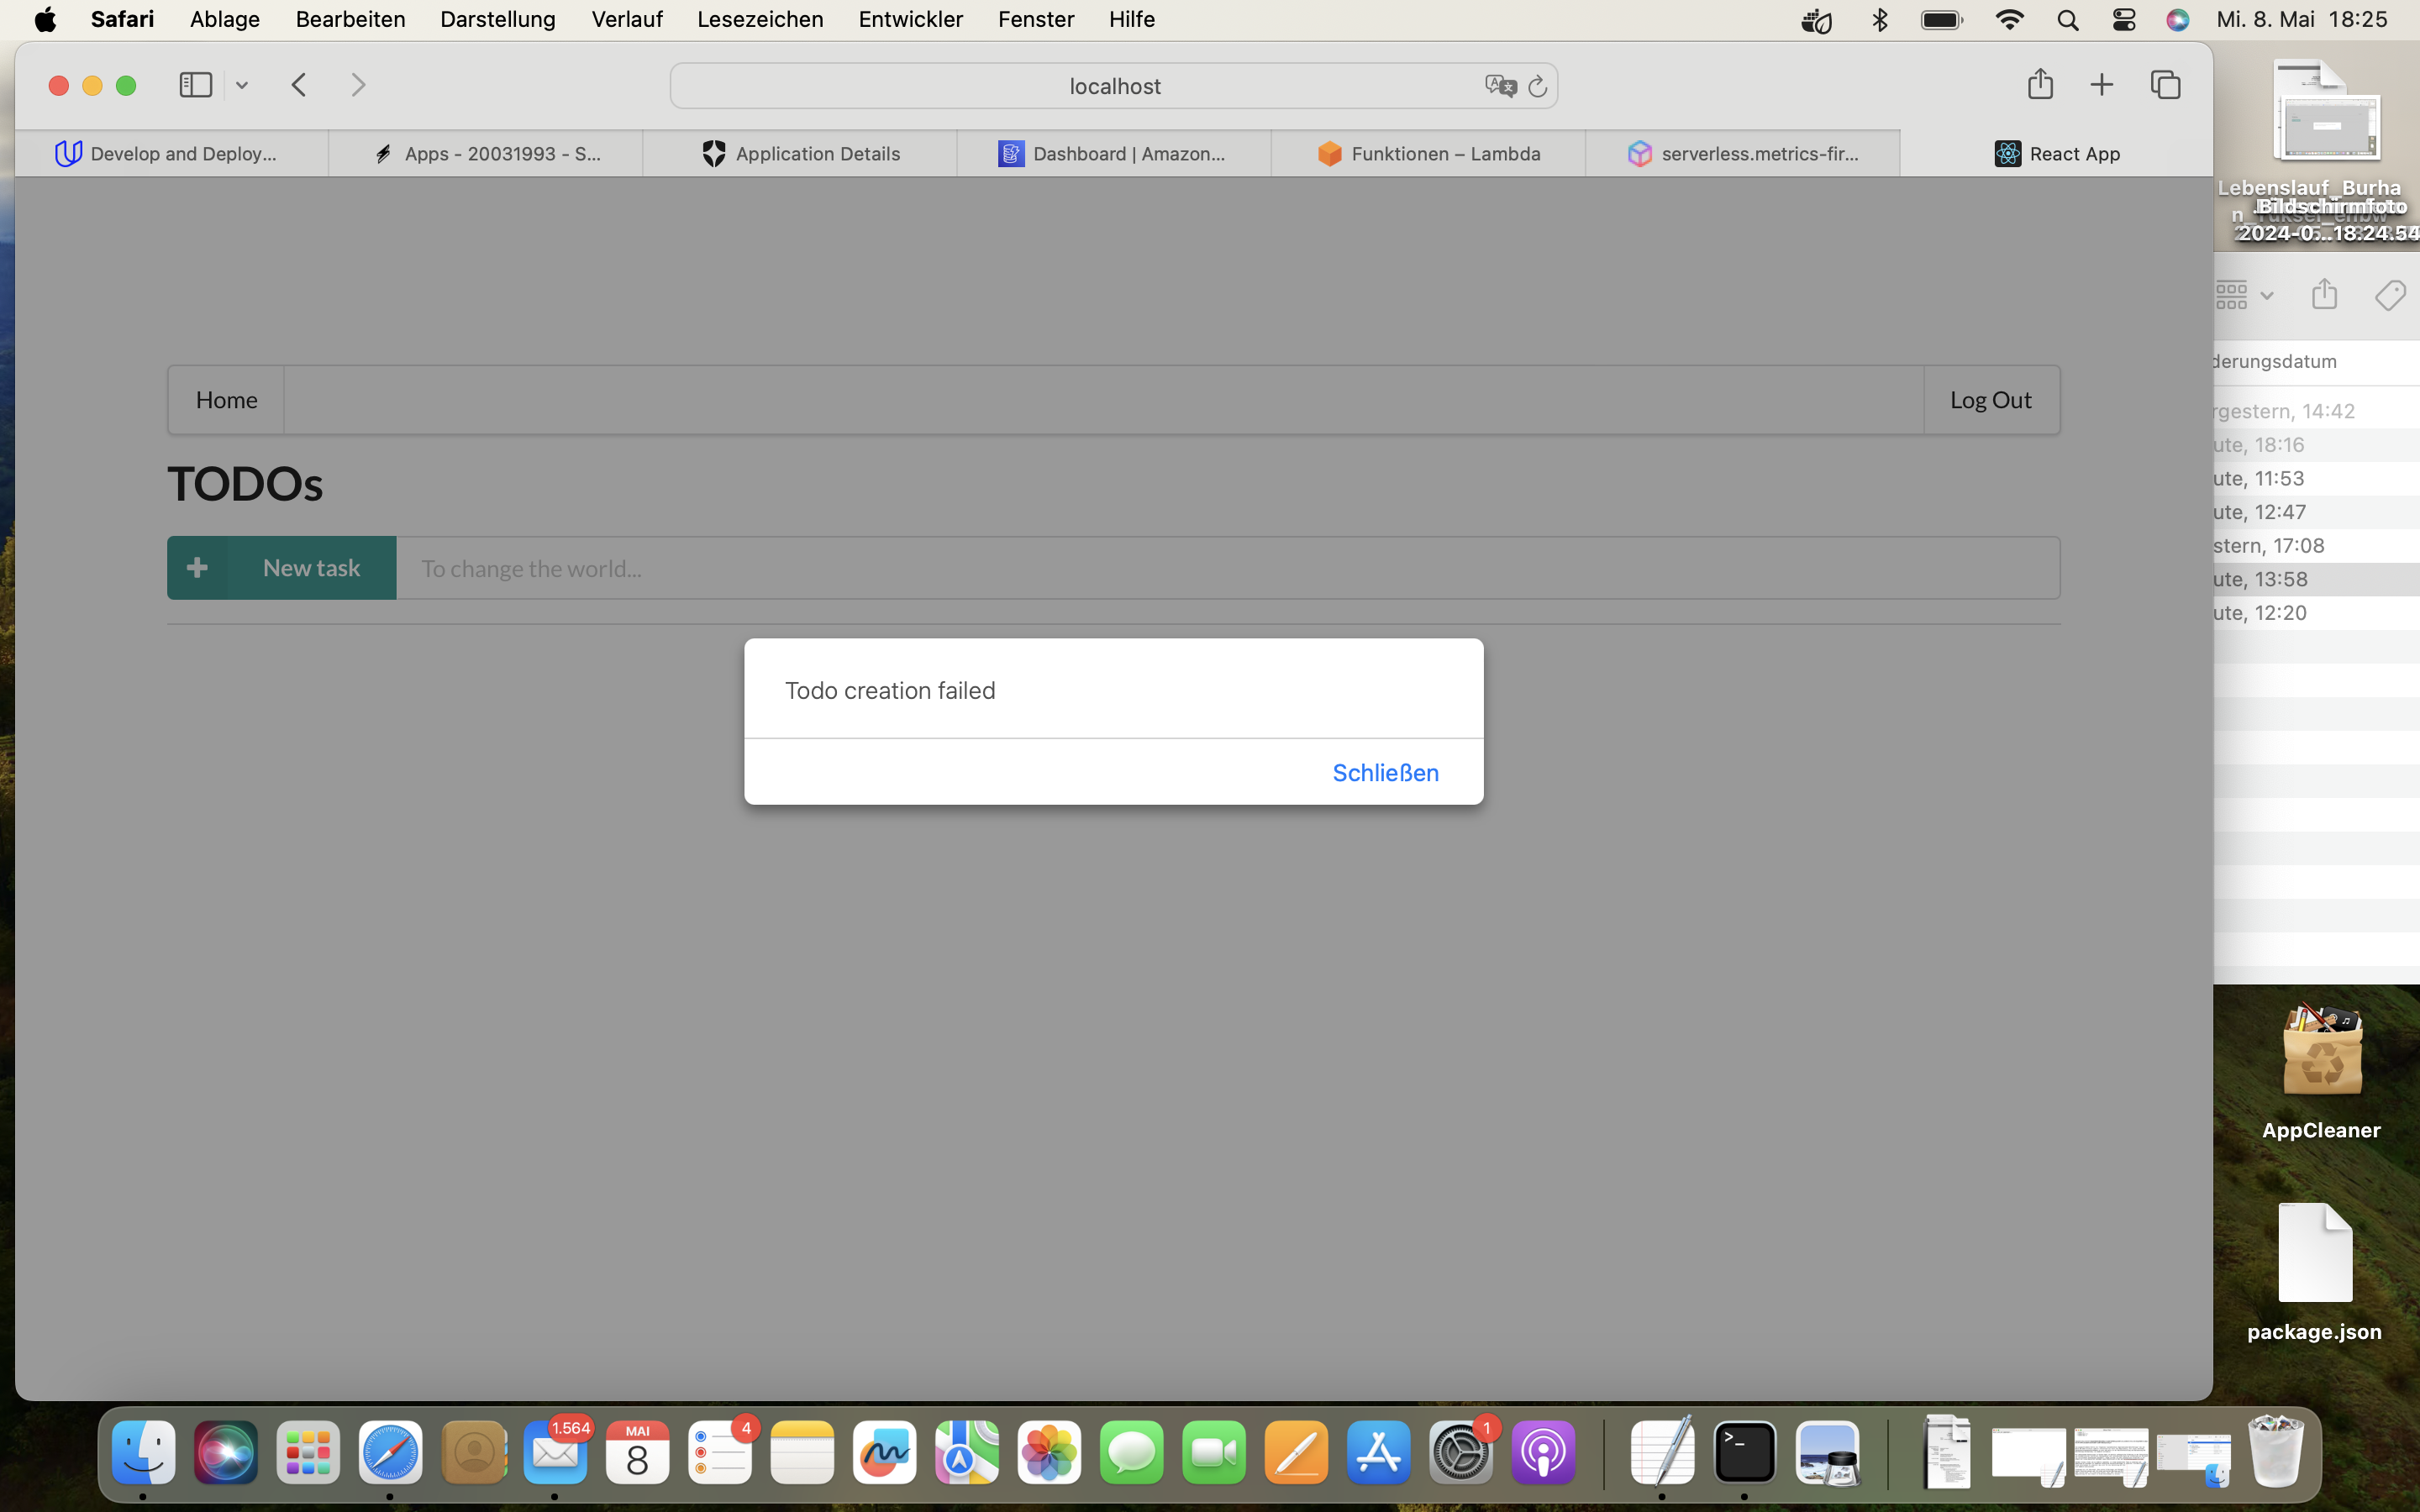 Safari Ablage Bearbeiten Darstellung Verlauf Lesezeichen Entwickler Fenster Hilfe Mi. 8. Mai 18:25
localhost
Develop and Deploy... Apps - 20031993 - S... Application Details Dashboard | Amazon... Funktionen – Lambda serverless.metrics-fir... React App
Lebenslauf_Burha
Bildschirmfoto
2024-0...18.24.54
Home Log Out
derungsdatum
rgestern, 14:42
ute, 18:16
ute, 11:53
ute, 12:47
stern, 17:08
ute, 13:58
ute, 12:20
TODOs
New task To change the world...
Todo creation failed
Schließen
AppCleaner
package.json
1.564
MAI
8
4
1